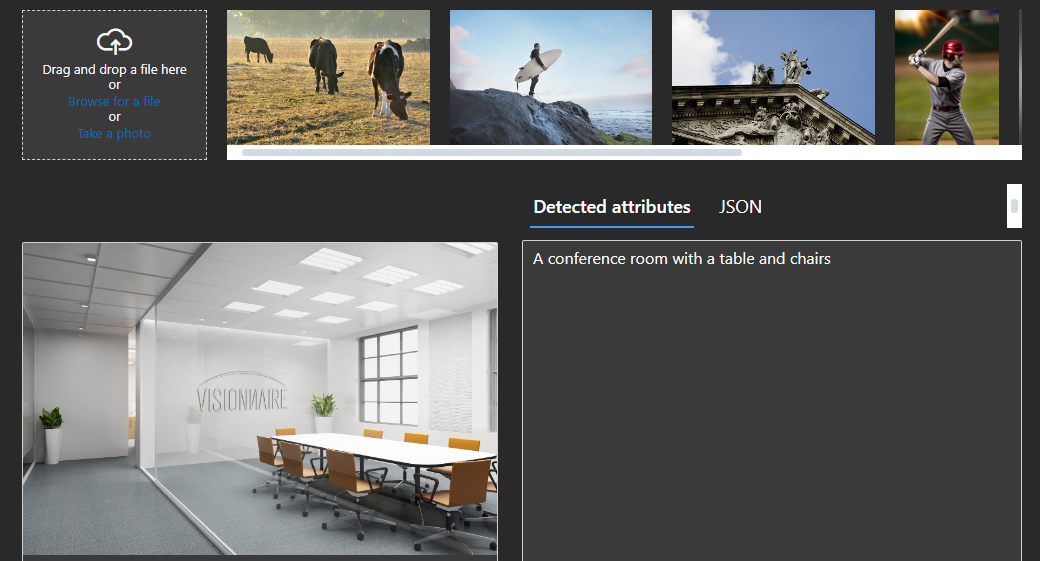 Drag and drop a file here
or
Browse for a file
or
Take a photo
Detected attributes
JSON
A conference room with a table and chairs
VISIONNAIRE